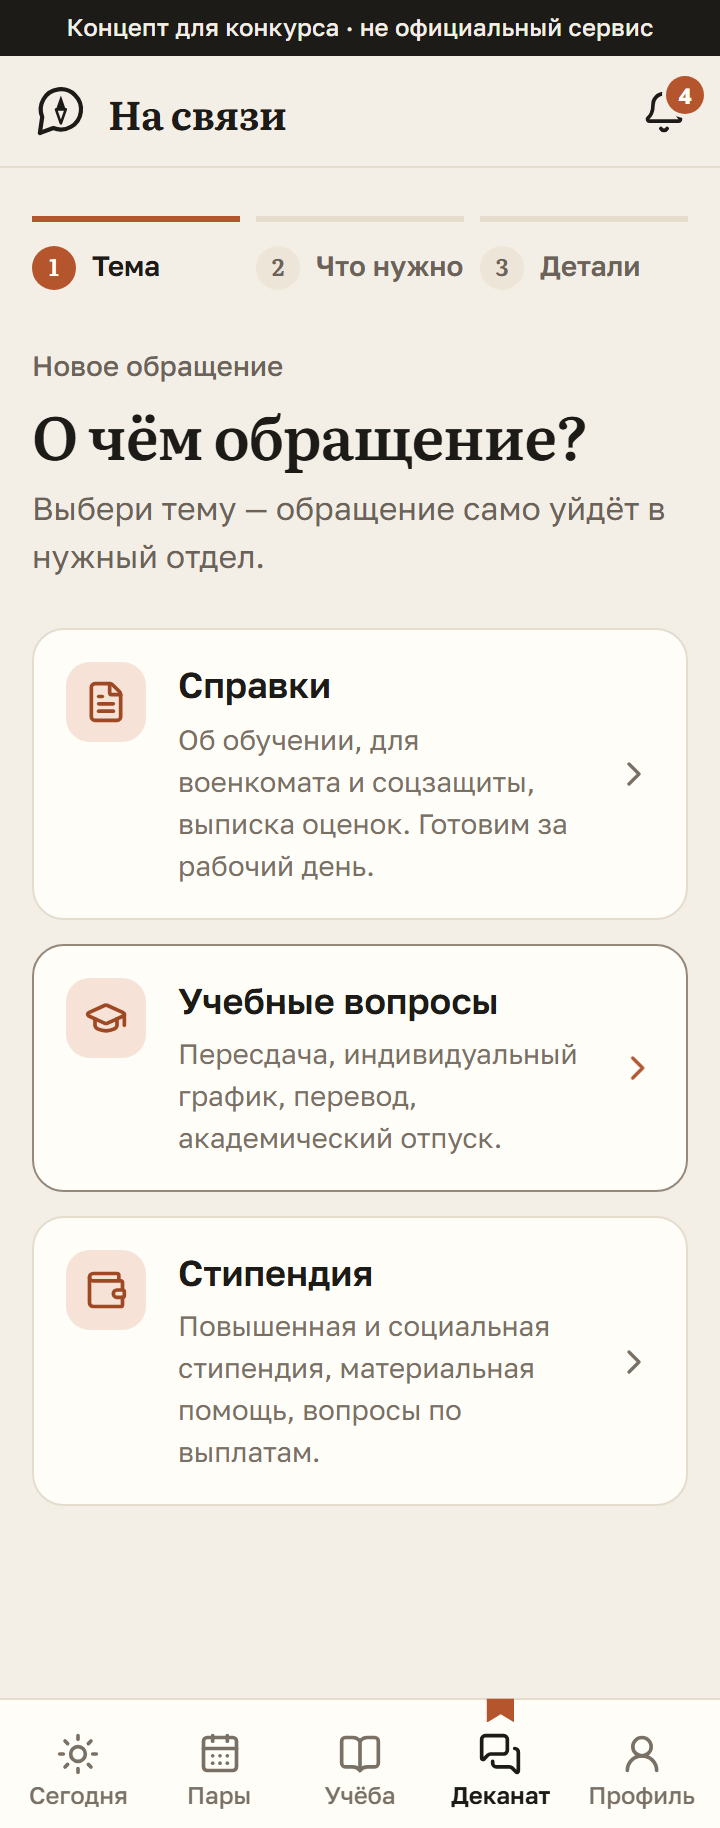 Концепт для конкурса · не официальный сервис
На связи
4
1 Тема
2 Что нужно
3 Детали
Новое обращение
О чём обращение?
Выбери тему — обращение само уйдёт в
нужный отдел.
Справки
Об обучении, для
военкомата и соцзащиты,
выписка оценок. Готовим за
рабочий день.
Учебные вопросы
Пересдача, индивидуальный
график, перевод,
академический отпуск.
Стипендия
Повышенная и социальная
стипендия, материальная
помощь, вопросы по
выплатам.
Сегодня
Пары
Учёба
Деканат
Профиль